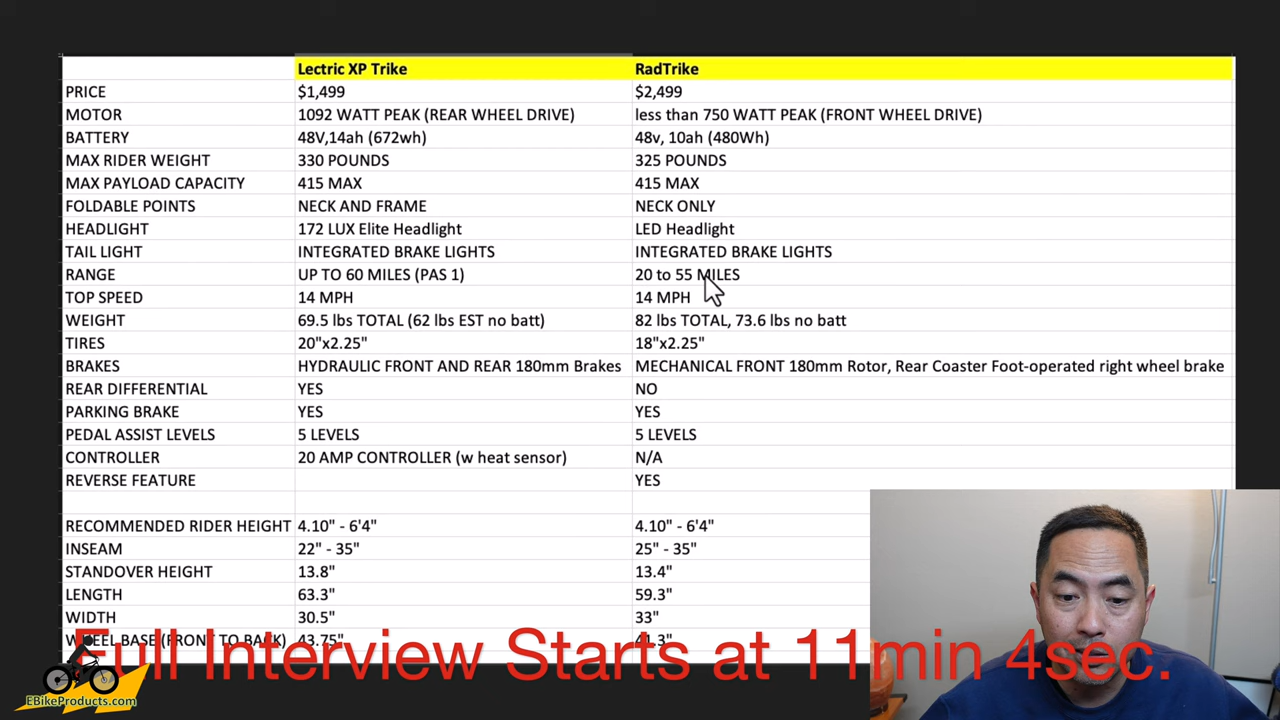 Lectric XP Trike RadTrike
PRICE $1,499 $2,499
MOTOR 1092 WATT PEAK (REAR WHEEL DRIVE) less than 750 WATT PEAK (FRONT WHEEL DRIVE)
BATTERY 48V,14ah (672wh) 48v, 10ah (480Wh)
MAX RIDER WEIGHT 330 POUNDS 325 POUNDS
MAX PAYLOAD CAPACITY 415 MAX 415 MAX
FOLDABLE POINTS NECK AND FRAME NECK ONLY
HEADLIGHT 172 LUX Elite Headlight LED Headlight
TAIL LIGHT INTEGRATED BRAKE LIGHTS INTEGRATED BRAKE LIGHTS
RANGE UP TO 60 MILES (PAS 1) 20 to 55 MILES
TOP SPEED 14 MPH 14 MPH
WEIGHT 69.5 lbs TOTAL (62 lbs EST no batt) 82 lbs TOTAL, 73.6 lbs no batt
TIRES 20"x2.25" 18"x2.25"
BRAKES HYDRAULIC FRONT AND REAR 180mm Brakes MECHANICAL FRONT 180mm Rotor, Rear Coaster Foot-operated right wheel brake
REAR DIFFERENTIAL YES NO
PARKING BRAKE YES YES
PEDAL ASSIST LEVELS 5 LEVELS 5 LEVELS
CONTROLLER 20 AMP CONTROLLER (w heat sensor) N/A
REVERSE FEATURE YES
RECOMMENDED RIDER HEIGHT 4.10" - 6'4" 4.10" - 6'4"
INSEAM 22" - 35" 25" - 35"
STANDOVER HEIGHT 13.8" 13.4"
LENGTH 63.3" 59.3"
WIDTH 30.5" 33"
WHEEL BASE (FRONT TO BACK) 43.75" 41.3"
Full Interview Starts at 11min 4sec.
EBikeProducts.com